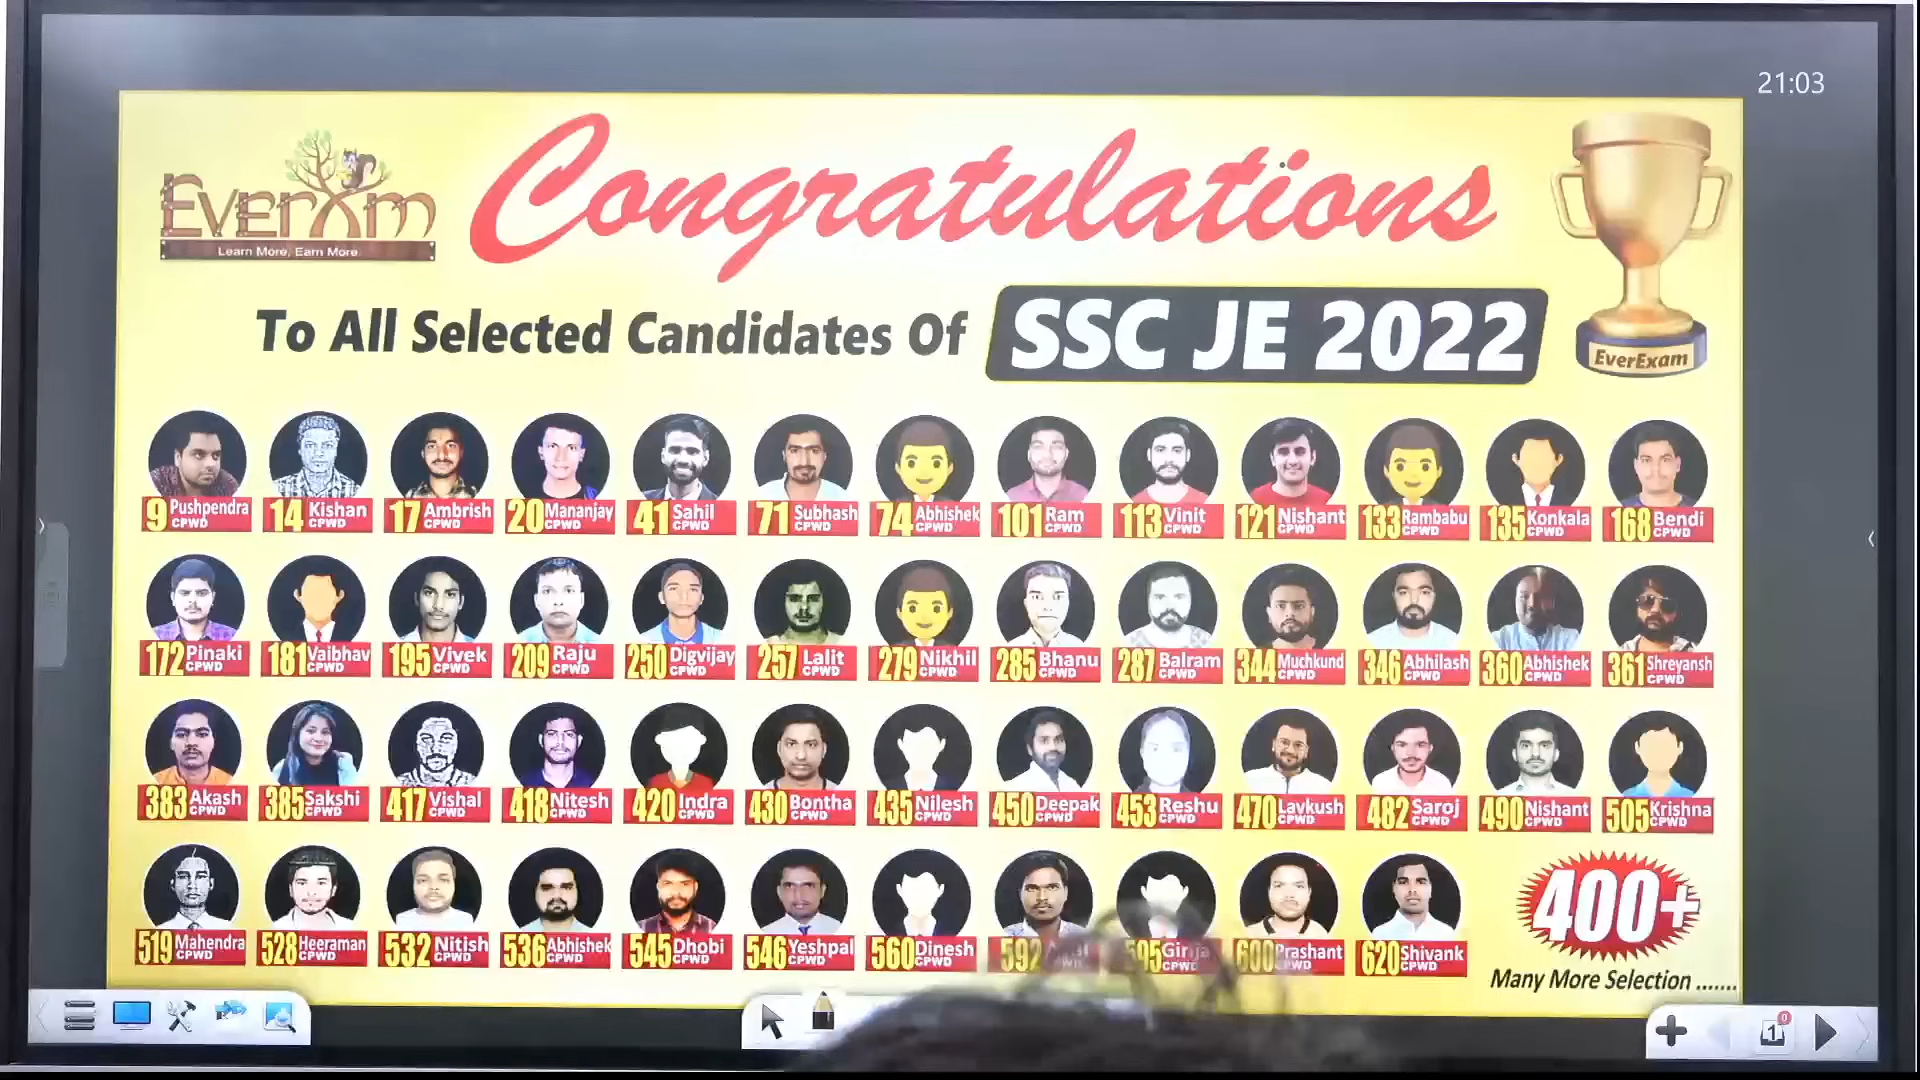 21:03
EverExam
Learn More, Earn More
Congratulations
To All Selected Candidates Of SSC JE 2022
EverExam
9 Pushpendra CPWD
14 Kishan CPWD
17 Ambrish CPWD
20 Mananjay CPWD
41 Sahil CPWD
71 Subhash CPWD
74 Abhishek CPWD
101 Ram CPWD
113 Vinit CPWD
121 Nishant CPWD
133 Rambabu CPWD
135 Konkala CPWD
168 Bendi CPWD
172 Pinaki CPWD
181 Vaibhav CPWD
195 Vivek CPWD
209 Raju CPWD
250 Digvijay CPWD
257 Lalit CPWD
279 Nikhil CPWD
285 Bhanu CPWD
287 Balram CPWD
344 Muchkund CPWD
346 Abhilash CPWD
360 Abhishek CPWD
361 Shreyansh CPWD
383 Akash CPWD
385 Sakshi CPWD
417 Vishal CPWD
418 Nitesh CPWD
420 Indra CPWD
430 Bontha CPWD
435 Nilesh CPWD
450 Deepak CPWD
453 Reshu CPWD
470 Lavkush CPWD
482 Saroj CPWD
490 Nishant CPWD
505 Krishna CPWD
519 Mahendra CPWD
528 Heeraman CPWD
532 Nitish CPWD
536 Abhishek CPWD
545 Dhobi CPWD
546 Yeshpal CPWD
560 Dinesh CPWD
592
595 Girija CPWD
600 Prashant CPWD
620 Shivank CPWD
400+
Many More Selection .......
1
0